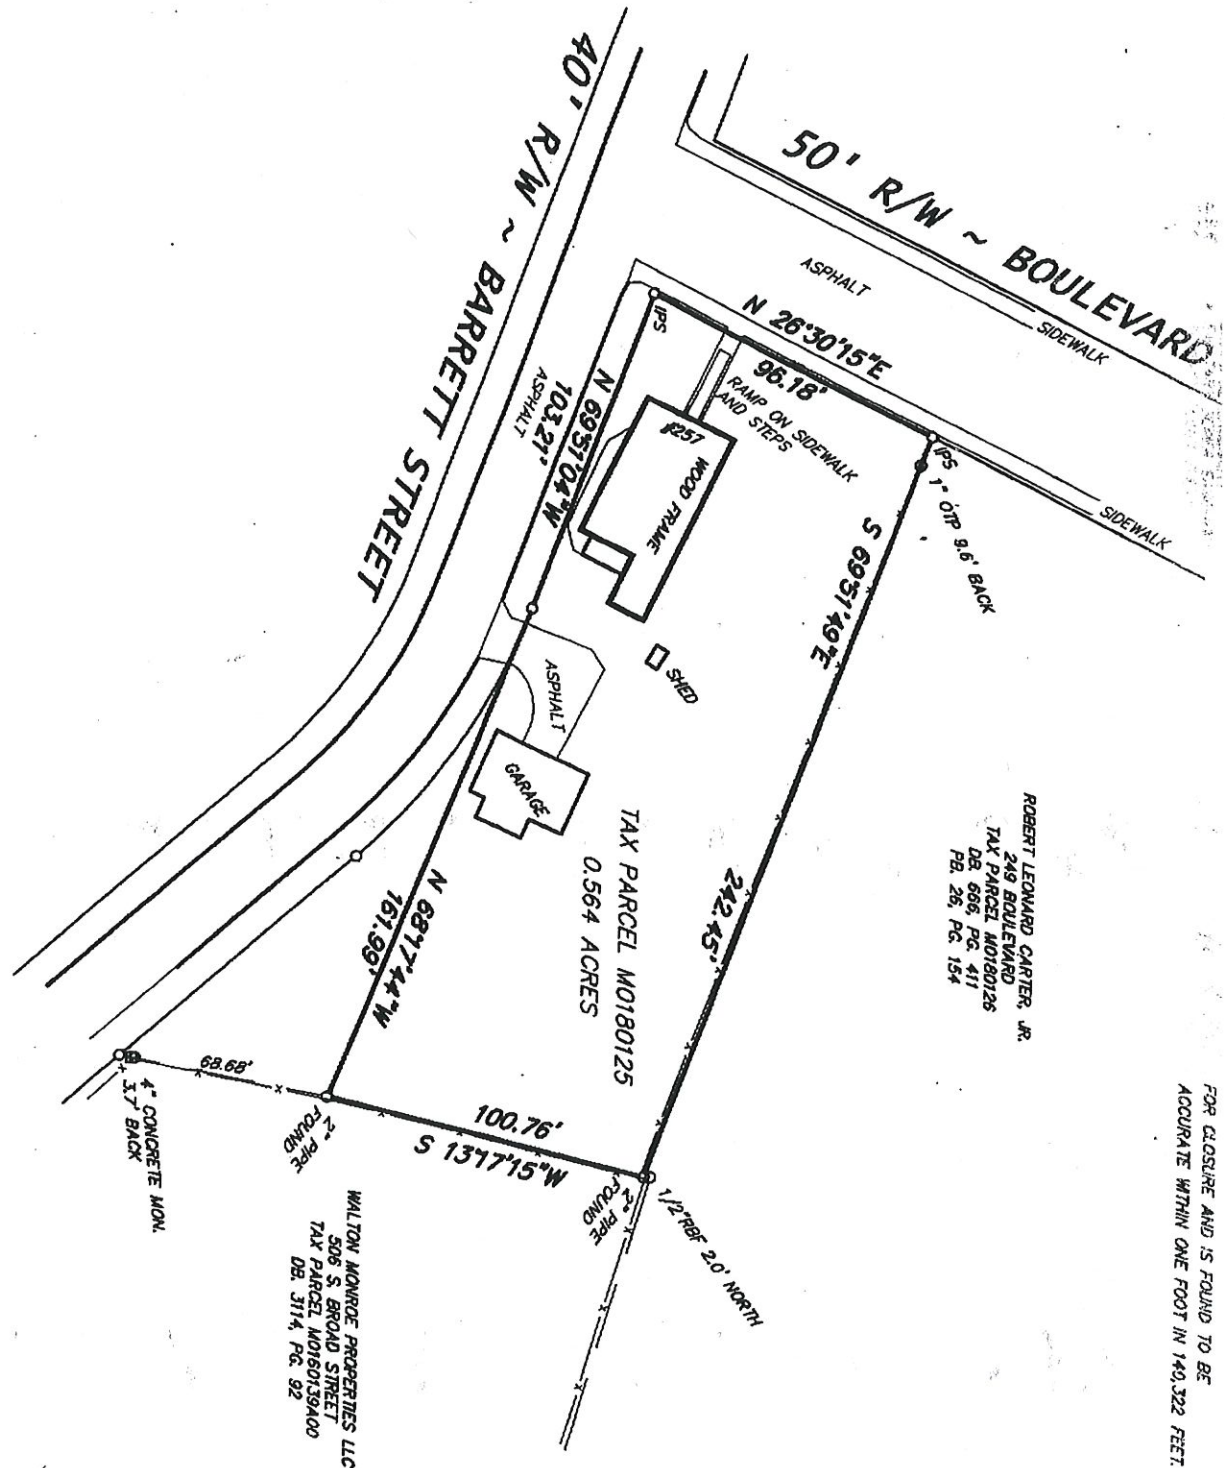 50' R/W ~ BOULEVARD
40' R/W ~ BARRETT STREET
ASPHALT
SIDEWALK
SIDEWALK
N 26°30'15"E
96.18'
IPS
IPS
1" OTP 9.6' BACK
RAMP ON SIDEWALK
AND STEPS
#257
WOOD FRAME
N 69°51'04"W
103.21'
ASPHALT
S 69°51'49"E
242.45'
SHED
ASPHALT
GARAGE
TAX PARCEL M0180125
0.564 ACRES
N 68°17'44"W
161.99'
ROBERT LEONARD CARTER, JR.
249 BOULEVARD
TAX PARCEL M0180126
DB. 666, PG. 411
PB. 26, PG. 154
FOR CLOSURE AND IS FOUND TO BE
ACCURATE WITHIN ONE FOOT IN 140,322 FEET.
100.76'
S 13°17'15"W
2" PIPE
FOUND
1/2"RBF 2.0' NORTH
2" PIPE
FOUND
68.68'
4" CONCRETE MON.
3.7' BACK
WALTON MONROE PROPERTIES LLC
506 S. BROAD STREET
TAX PARCEL M0160139A00
DB. 3114, PG. 92